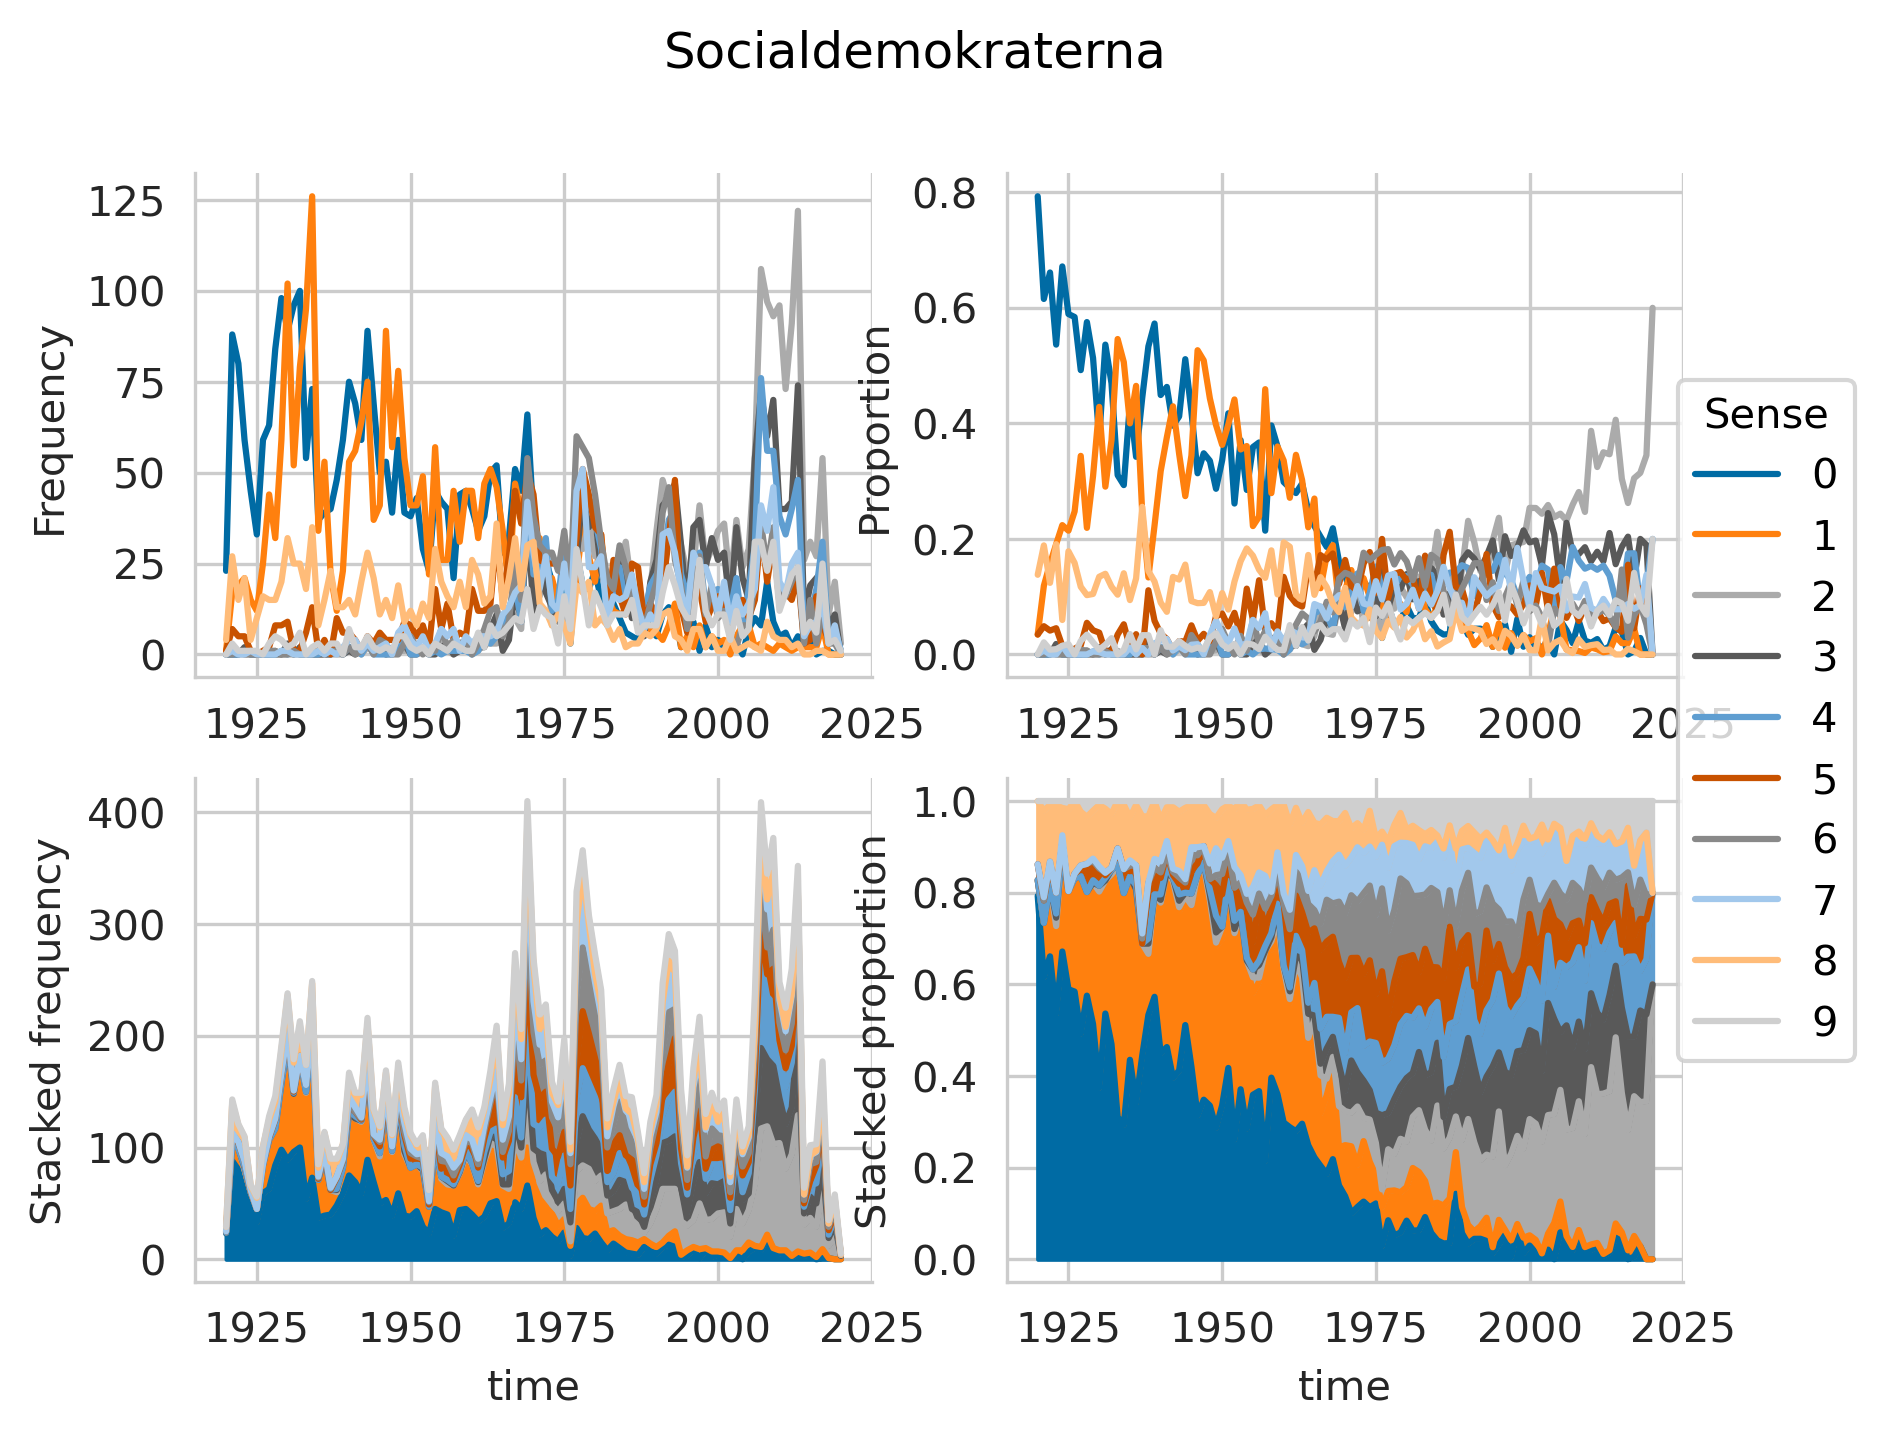 Socialdemokraterna
Frequency
125
100
75
50
25
0
1925 1950 1975 2000 2025
Proportion
0.8
0.6
0.4
0.2
0.0
1925 1950 1975 2000 2025
Stacked frequency
400
300
200
100
0
1925 1950 1975 2000 2025
time
Stacked proportion
1.0
0.8
0.6
0.4
0.2
0.0
1925 1950 1975 2000 2025
time
Sense
0
1
2
3
4
5
6
7
8
9